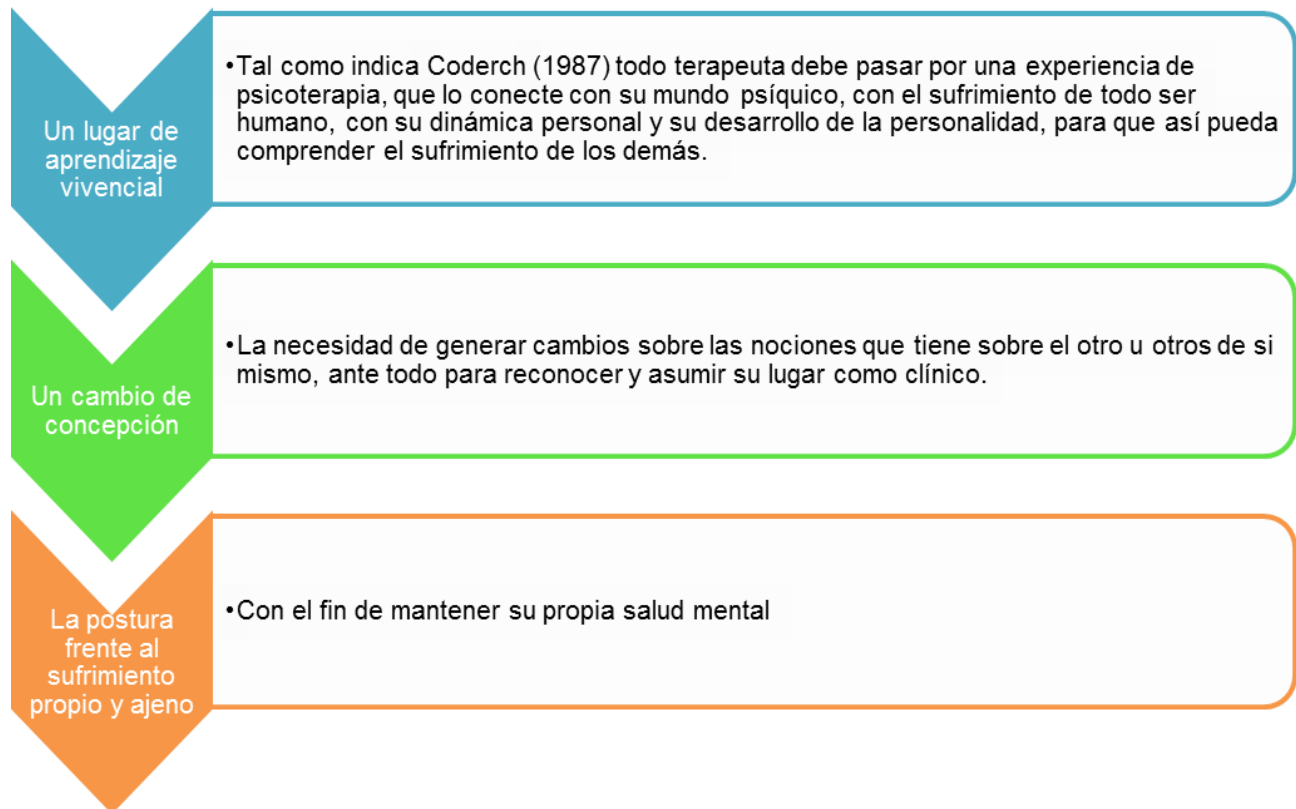 Un lugar de
aprendizaje
vivencial
•Tal como indica Coderch (1987) todo terapeuta debe pasar por una experiencia de
psicoterapia, que lo conecte con su mundo psíquico, con el sufrimiento de todo ser
humano, con su dinámica personal y su desarrollo de la personalidad, para que así pueda
comprender el sufrimiento de los demás.
Un cambio de
concepción
•La necesidad de generar cambios sobre las nociones que tiene sobre el otro u otros de si
mismo, ante todo para reconocer y asumir su lugar como clínico.
La postura
frente al
sufrimiento
propio y ajeno
•Con el fin de mantener su propia salud mental